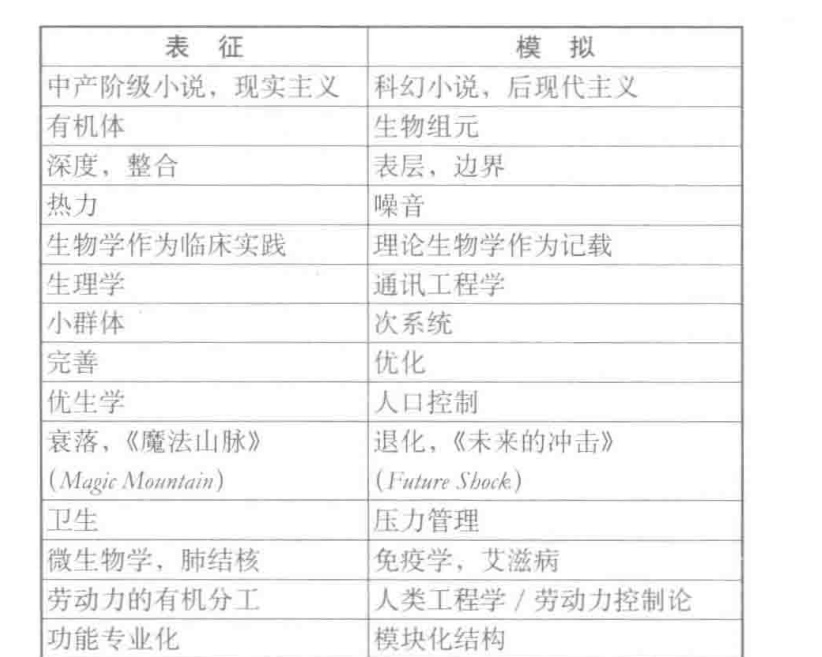 表 征 模 拟
中产阶级小说，现实主义 科幻小说，后现代主义
有机体 生物组元
深度，整合 表层，边界
热力 噪音
生物学作为临床实践 理论生物学作为记载
生理学 通讯工程学
小群体 次系统
完善 优化
优生学 人口控制
衰落，《魔法山脉》 退化，《未来的冲击》
(Magic Mountain) (Future Shock)
卫生 压力管理
微生物学，肺结核 免疫学，艾滋病
劳动力的有机分工 人类工程学 / 劳动力控制论
功能专业化 模块化结构